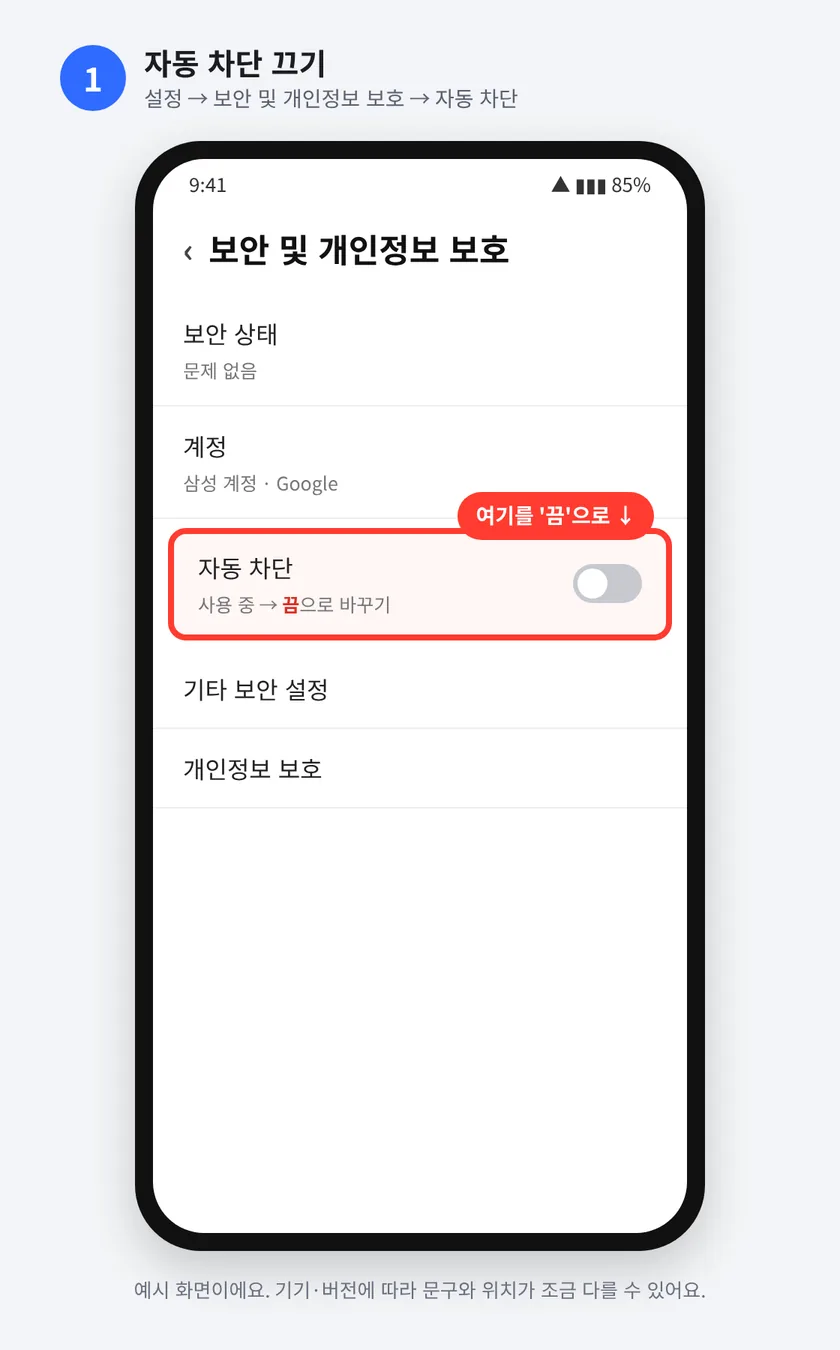 1
자동 차단 끄기
설정 → 보안 및 개인정보 보호 → 자동 차단
9:41
85%
‹ 보안 및 개인정보 보호
보안 상태
문제 없음
계정
삼성 계정 · Google
여기를 '끔'으로 ↓
자동 차단
사용 중 → 끔으로 바꾸기
기타 보안 설정
개인정보 보호
예시 화면이에요. 기기·버전에 따라 문구와 위치가 조금 다를 수 있어요.